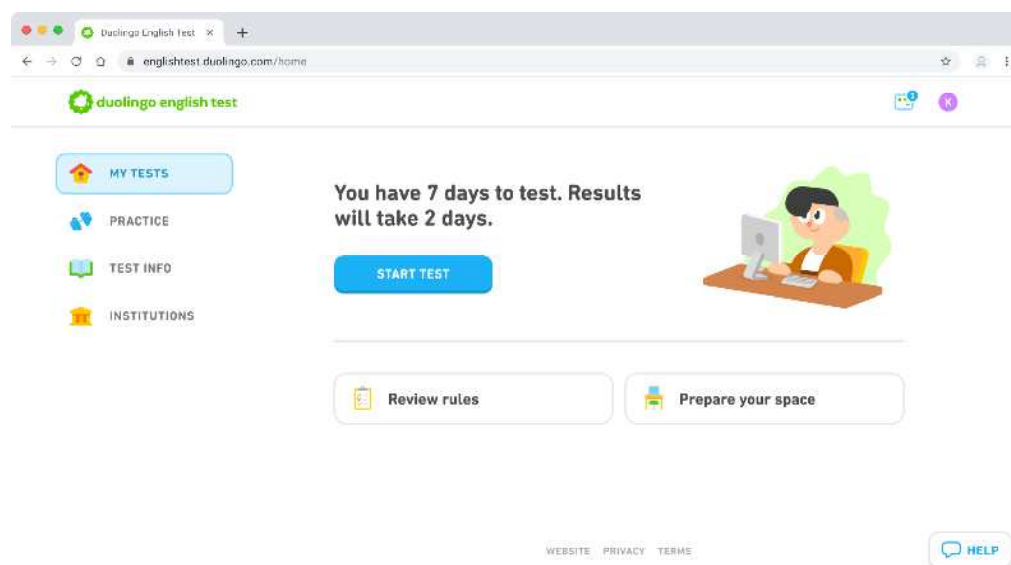 Duolingo English Test × +
englishtest.duolingo.com/home
duolingo english test
K
MY TESTS
PRACTICE
TEST INFO
INSTITUTIONS
You have 7 days to test. Results
will take 2 days.
START TEST
Review rules
Prepare your space
WEBSITE PRIVACY TERMS
HELP